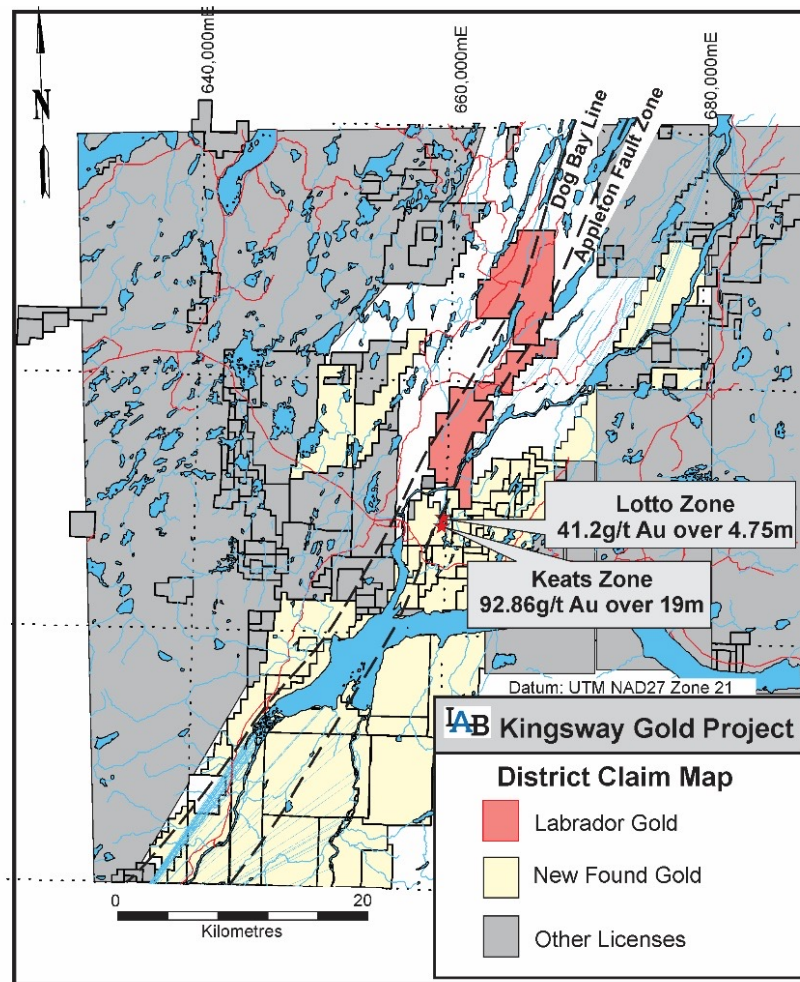 640,000mE
660,000mE
680,000mE
N
Dog Bay Line
Appleton Fault Zone
Lotto Zone
41.2g/t Au over 4.75m
Keats Zone
92.86g/t Au over 19m
Datum: UTM NAD27 Zone 21
LAB Kingsway Gold Project
District Claim Map
Labrador Gold
New Found Gold
Other Licenses
0 20
Kilometres